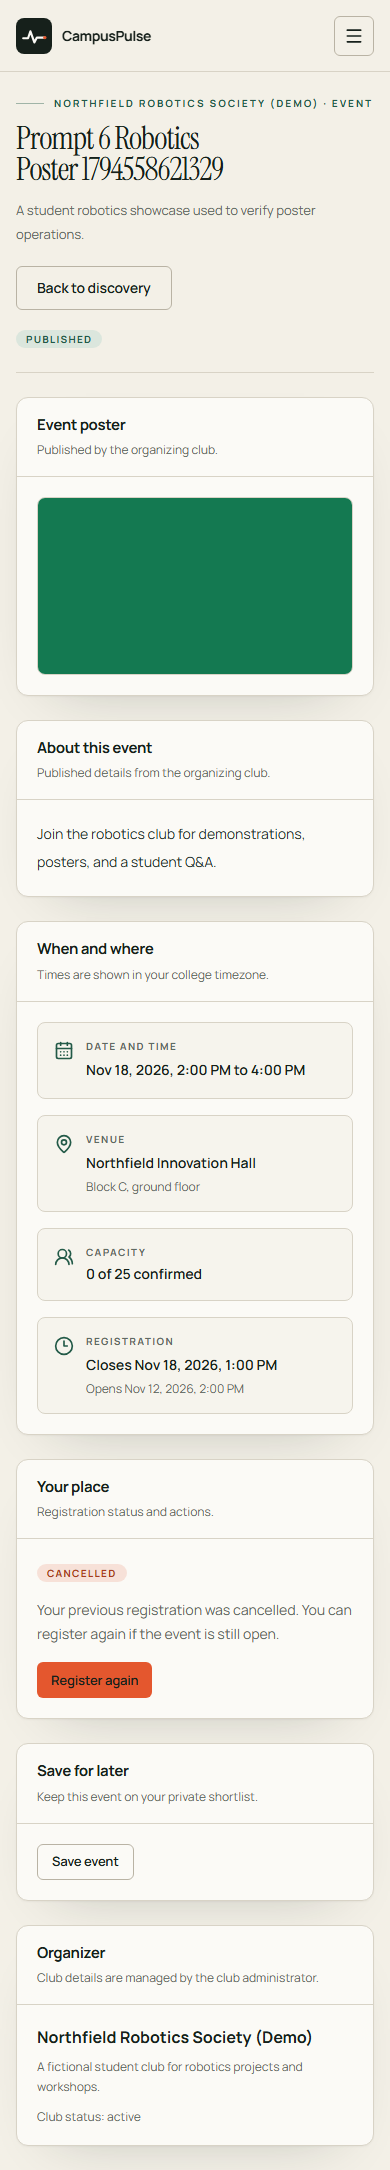 CampusPulse
NORTHFIELD ROBOTICS SOCIETY (DEMO) · EVENT
Prompt 6 Robotics
Poster 1794558621329
A student robotics showcase used to verify poster
operations.
Back to discovery
PUBLISHED
Event poster
Published by the organizing club.
About this event
Published details from the organizing club.
Join the robotics club for demonstrations,
posters, and a student Q&A.
When and where
Times are shown in your college timezone.
DATE AND TIME
Nov 18, 2026, 2:00 PM to 4:00 PM
VENUE
Northfield Innovation Hall
Block C, ground floor
CAPACITY
0 of 25 confirmed
REGISTRATION
Closes Nov 18, 2026, 1:00 PM
Opens Nov 12, 2026, 2:00 PM
Your place
Registration status and actions.
CANCELLED
Your previous registration was cancelled. You can
register again if the event is still open.
Register again
Save for later
Keep this event on your private shortlist.
Save event
Organizer
Club details are managed by the club administrator.
Northfield Robotics Society (Demo)
A fictional student club for robotics projects and
workshops.
Club status: active